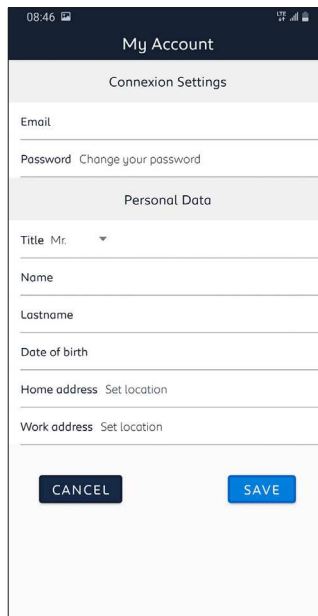 08:46 LTE
My Account
Connexion Settings
Email
Password Change your password
Personal Data
Title Mr.
Name
Lastname
Date of birth
Home address Set location
Work address Set location
CANCEL SAVE